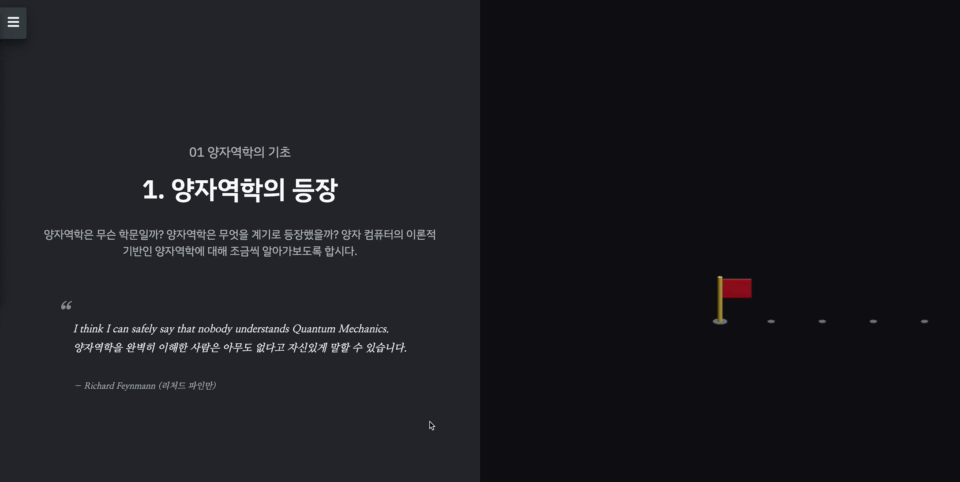 01 양자역학의 기초
1. 양자역학의 등장
양자역학은 무슨 학문일까? 양자역학은 무엇을 계기로 등장했을까? 양자 컴퓨터의 이론적
기반인 양자역학에 대해 조금씩 알아가보도록 합시다.
“
I think I can safely say that nobody understands Quantum Mechanics.
양자역학을 완벽히 이해한 사람은 아무도 없다고 자신있게 말할 수 있습니다.
– Richard Feynmann (리처드 파인만)